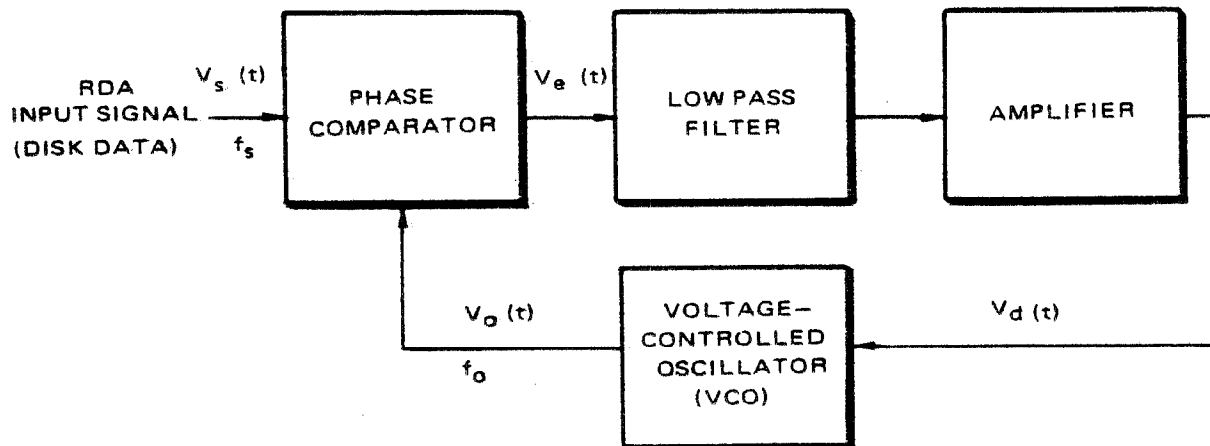 RDA
INPUT SIGNAL
(DISK DATA)
Vs (t)
fs
PHASE
COMPARATOR
Ve (t)
LOW PASS
FILTER
AMPLIFIER
Vo (t)
fo
VOLTAGE—
CONTROLLED
OSCILLATOR
(VCO)
Vd (t)